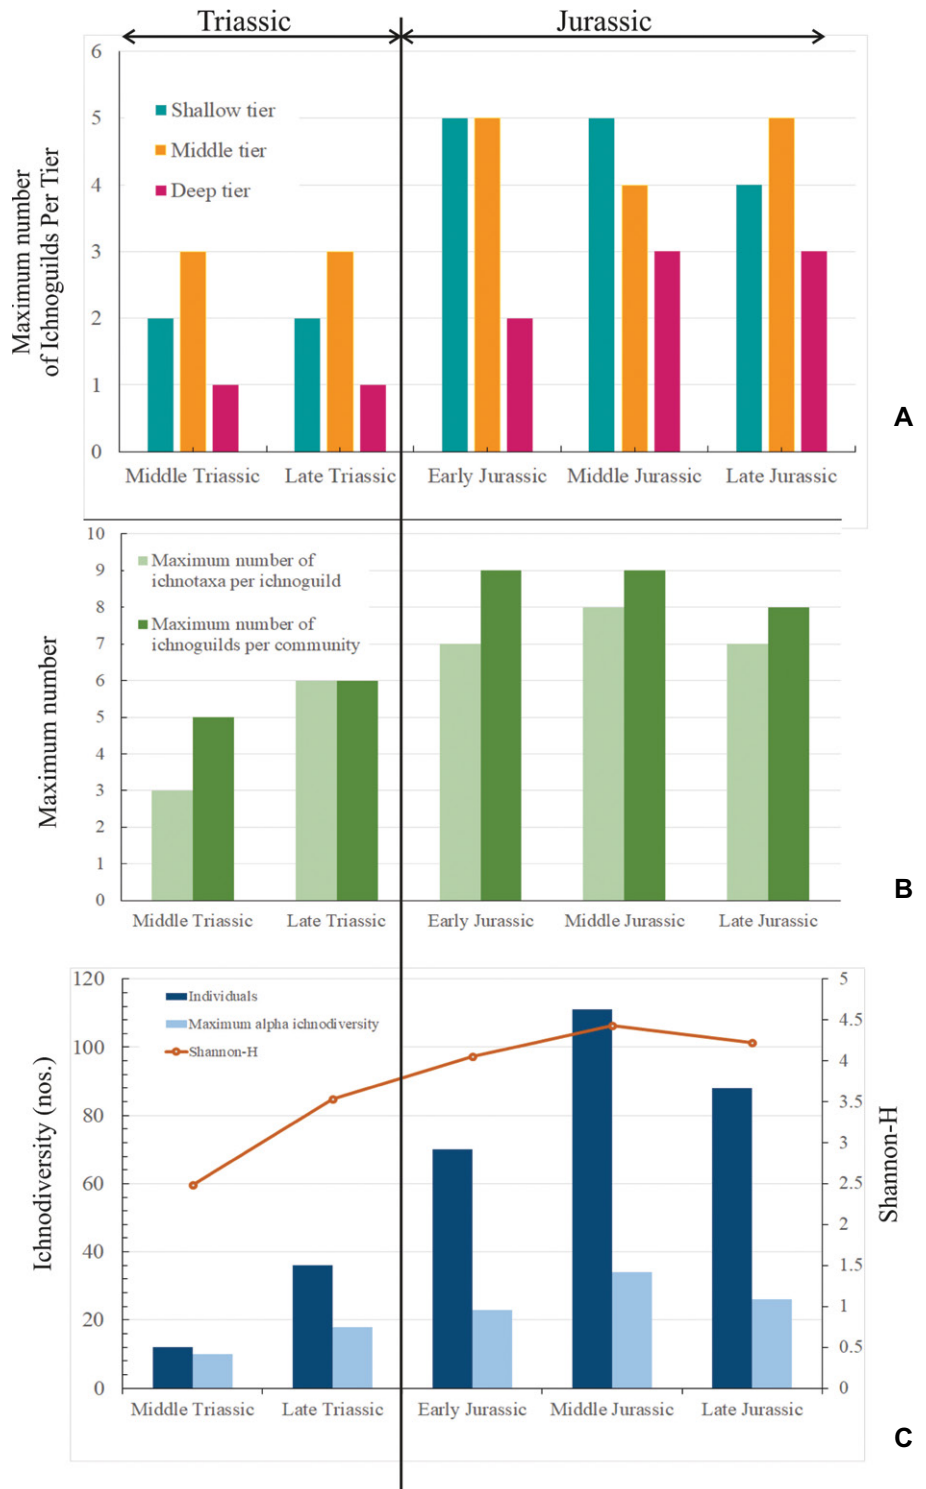 Triassic
Jurassic
Maximum number
of Ichnoguilds Per Tier
6
5
4
3
2
1
0
Shallow tier
Middle tier
Deep tier
Middle Triassic
Late Triassic
Early Jurassic
Middle Jurassic
Late Jurassic
A
Maximum number
10
9
8
7
6
5
4
3
2
1
0
Maximum number of
ichnotaxa per ichnoguild
Maximum number of
ichnoguilds per community
Middle Triassic
Late Triassic
Early Jurassic
Middle Jurassic
Late Jurassic
B
Ichnodiversity (nos.)
120
100
80
60
40
20
0
Individuals
Maximum alpha ichnodiversity
Shannon-H
5
4.5
4
3.5
3
2.5
2
1.5
1
0.5
0
Shannon-H
Middle Triassic
Late Triassic
Early Jurassic
Middle Jurassic
Late Jurassic
C